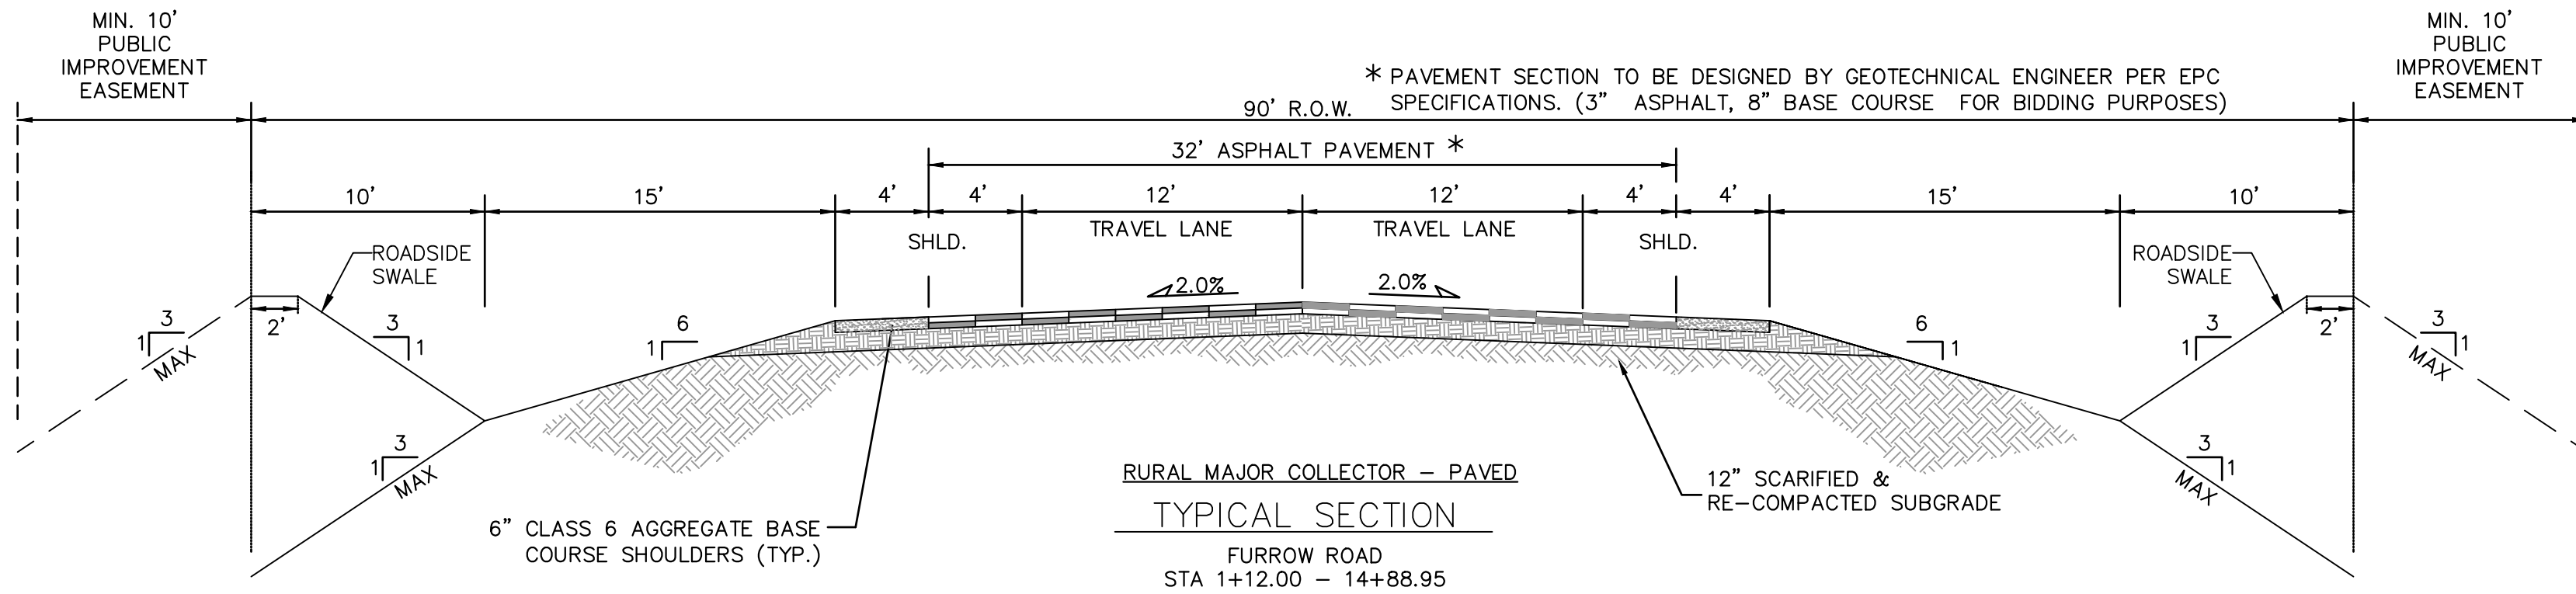 MIN. 10'
PUBLIC
IMPROVEMENT
EASEMENT
MIN. 10'
PUBLIC
IMPROVEMENT
EASEMENT
* PAVEMENT SECTION TO BE DESIGNED BY GEOTECHNICAL ENGINEER PER EPC
SPECIFICATIONS. (3" ASPHALT, 8" BASE COURSE FOR BIDDING PURPOSES)
90' R.O.W.
32' ASPHALT PAVEMENT *
10'
15'
4'
4'
12'
12'
4'
4'
15'
10'
SHLD.
TRAVEL LANE
TRAVEL LANE
SHLD.
ROADSIDE
SWALE
ROADSIDE
SWALE
2.0%
2.0%
2'
2'
3
1
MAX
3
1
6
1
6
1
3
1
3
1
MAX
3
1
MAX
3
1
MAX
RURAL MAJOR COLLECTOR – PAVED
TYPICAL SECTION
FURROW ROAD
STA 1+12.00 – 14+88.95
6" CLASS 6 AGGREGATE BASE
COURSE SHOULDERS (TYP.)
12" SCARIFIED &
RE-COMPACTED SUBGRADE